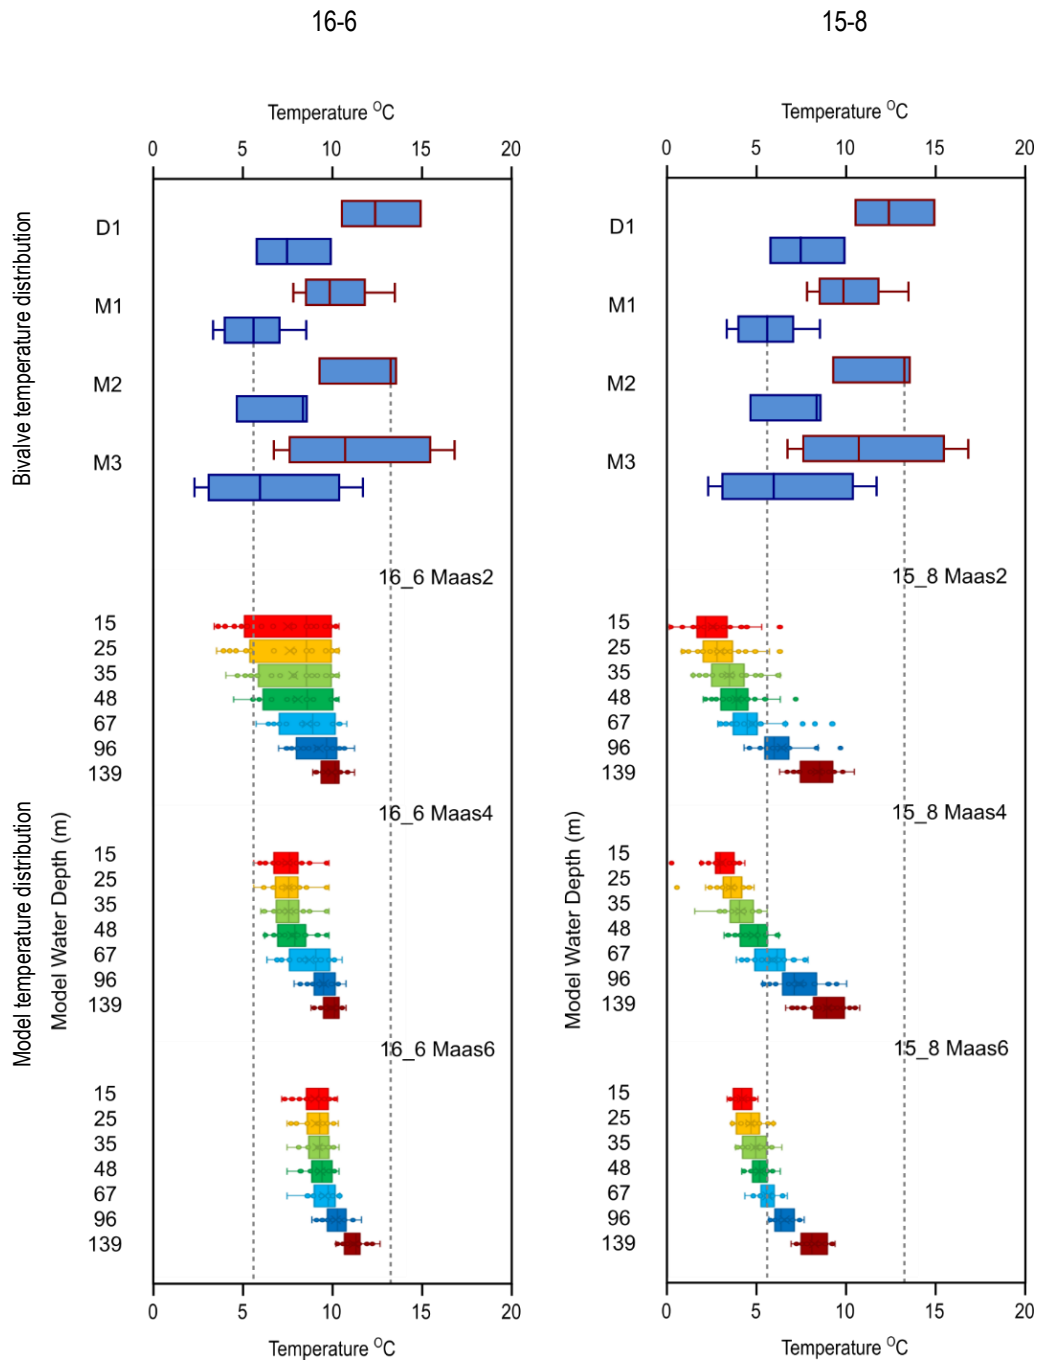 16-6
15-8
Temperature ᴼC
Temperature ᴼC
0 5 10 15 20
0 5 10 15 20
Bivalve temperature distribution
D1
M1
M2
M3
D1
M1
M2
M3
16_6 Maas2
15
25
35
48
67
96
139
15_8 Maas2
15
25
35
48
67
96
139
Model temperature distribution
Model Water Depth (m)
16_6 Maas4
15
25
35
48
67
96
139
Model Water Depth (m)
15_8 Maas4
15
25
35
48
67
96
139
16_6 Maas6
15
25
35
48
67
96
139
15_8 Maas6
15
25
35
48
67
96
139
0 5 10 15 20
0 5 10 15 20
Temperature ᴼC
Temperature ᴼC